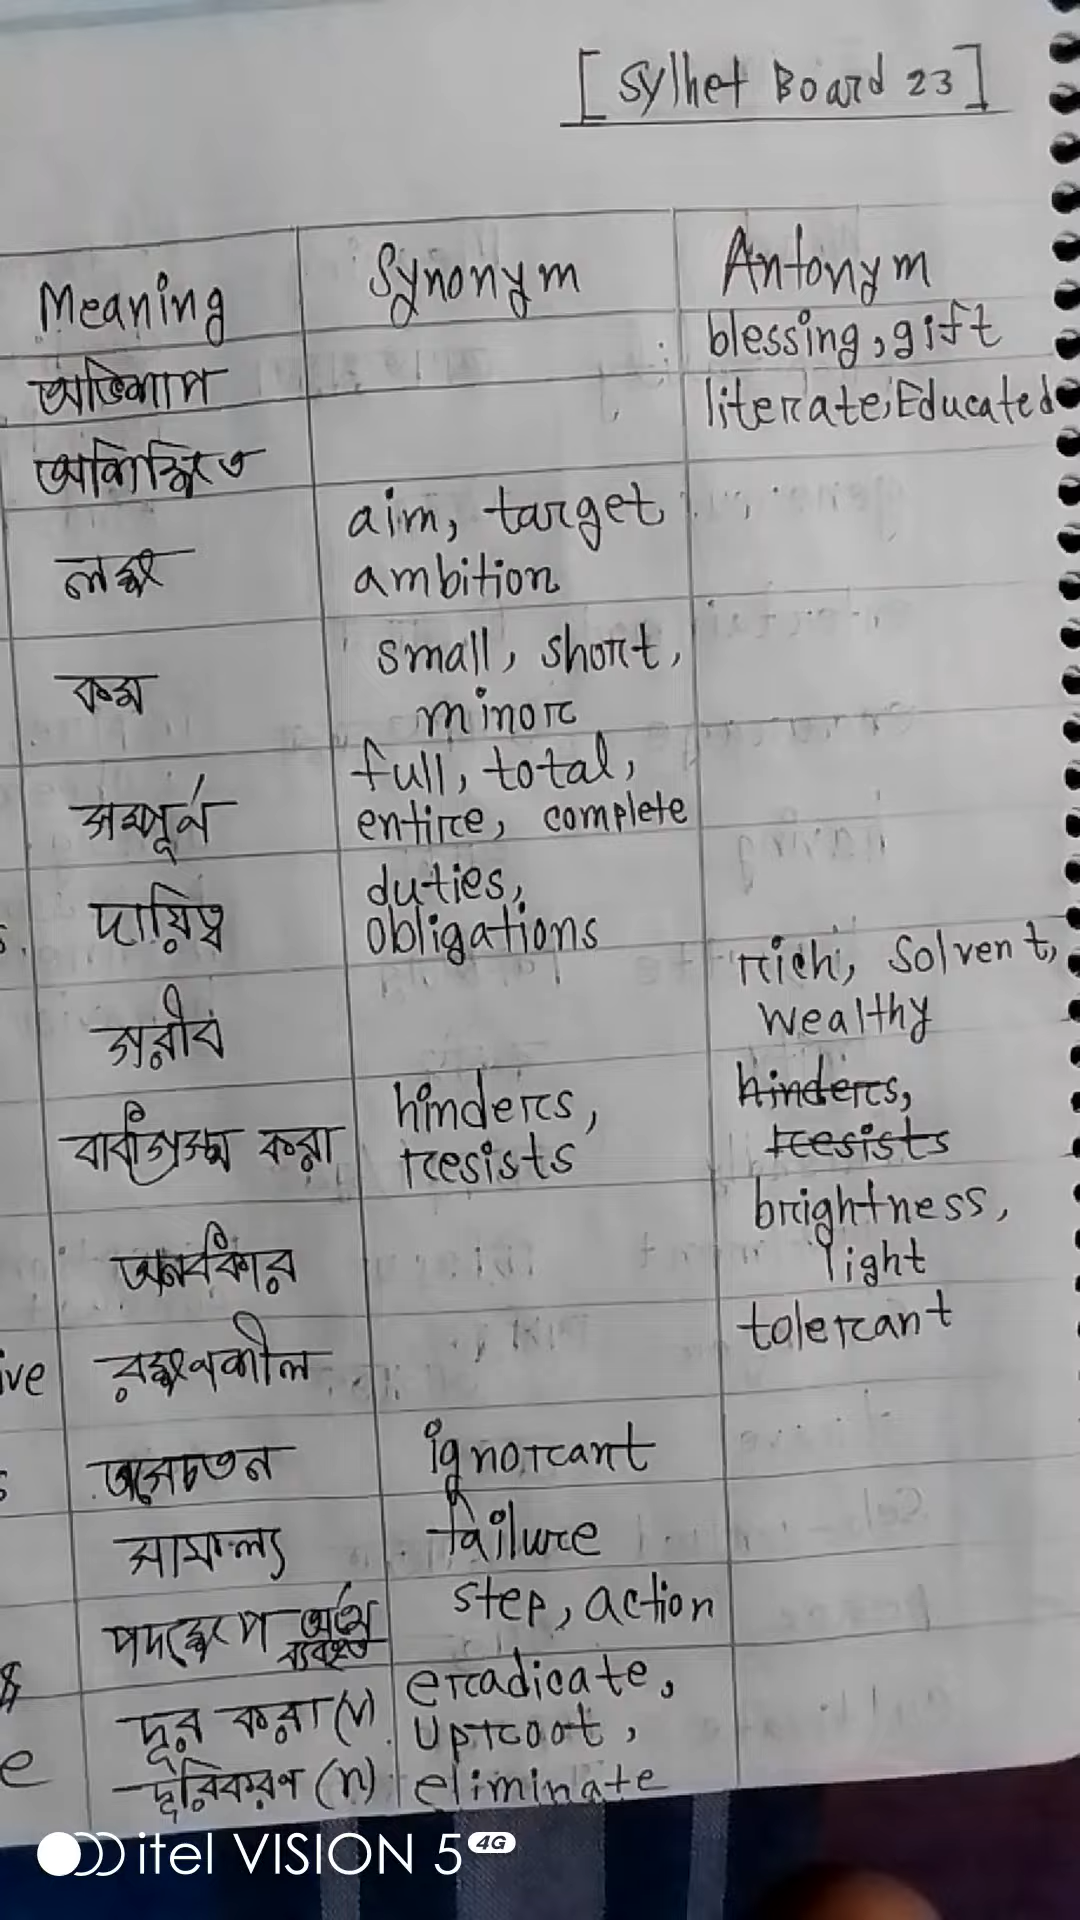 [Sylhet Board 23]
Meaning Synonym Antonym
অভিশাপ blessing, gift
অশিক্ষিত literate, Educated
লক্ষ্য aim, target,
ambition
কম small, short,
minor
সম্পূর্ণ full, total,
entire, complete
দায়িত্ব duties,
obligations
গরীব rich, solvent,
wealthy
বাধাগ্রস্ত করা hinders,
resists
hinders,
resists
অন্ধকার brightness,
light
ive রক্ষণশীল tolerant
অসচেতন ignorant
সাফল্য failure
পদক্ষেপ step, action
দূর করা (v) eradicate,
uproot,
দূরিকরণ (n) eliminate
e
itel VISION 5 4G